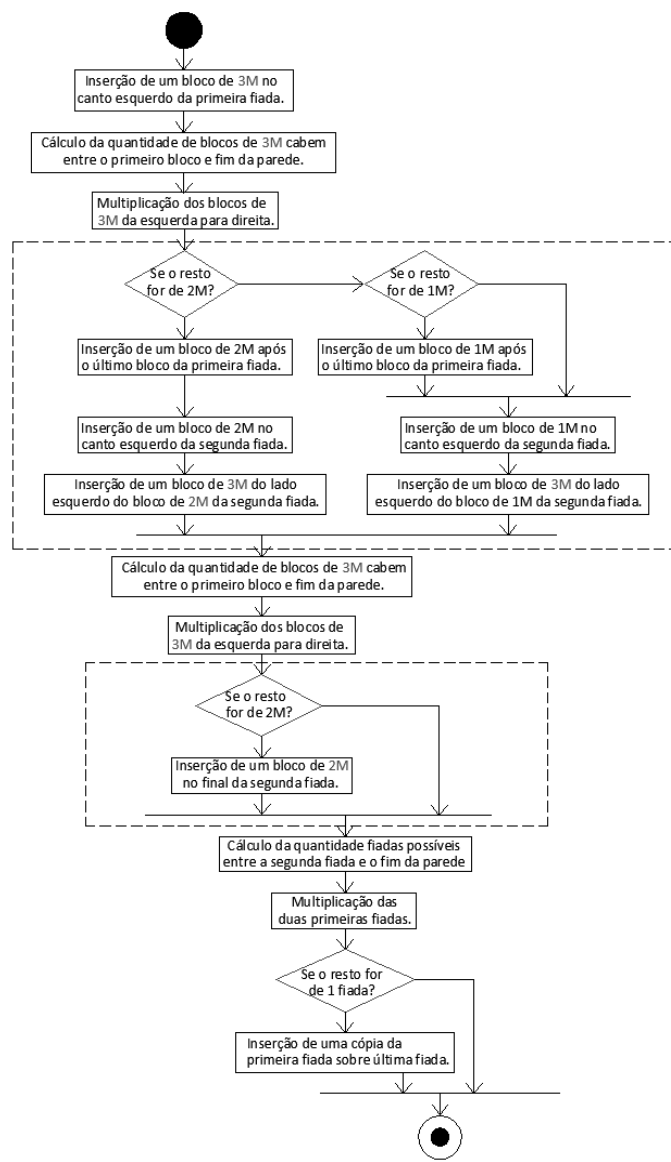 Inserção de um bloco de 3M no
canto esquerdo da primeira fiada.
Cálculo da quantidade de blocos de 3M cabem
entre o primeiro bloco e fim da parede.
Multiplicação dos blocos de
3M da esquerda para direita.
Se o resto
for de 2M?
Se o resto
for de 1M?
Inserção de um bloco de 2M após
o último bloco da primeira fiada.
Inserção de um bloco de 1M após
o último bloco da primeira fiada.
Inserção de um bloco de 2M no
canto esquerdo da segunda fiada.
Inserção de um bloco de 1M no
canto esquerdo da segunda fiada.
Inserção de um bloco de 3M do lado
esquerdo do bloco de 2M da segunda fiada.
Inserção de um bloco de 3M do lado
esquerdo do bloco de 1M da segunda fiada.
Cálculo da quantidade de blocos de 3M cabem
entre o primeiro bloco e fim da parede.
Multiplicação dos blocos de
3M da esquerda para direita.
Se o resto
for de 2M?
Inserção de um bloco de 2M
no final da segunda fiada.
Cálculo da quantidade fiadas possíveis
entre a segunda fiada e o fim da parede
Multiplicação das
duas primeiras fiadas.
Se o resto for
de 1 fiada?
Inserção de uma cópia da
primeira fiada sobre última fiada.